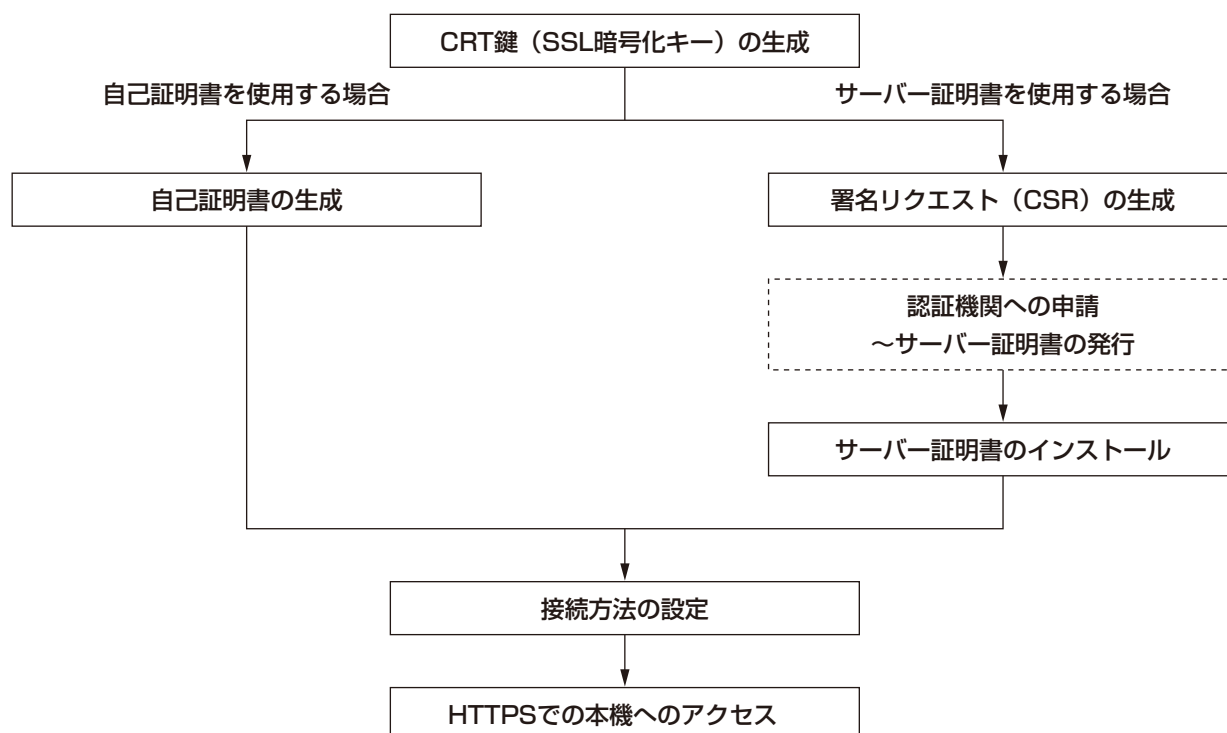 CRT鍵（SSL暗号化キー）の生成
自己証明書を使用する場合
サーバー証明書を使用する場合
自己証明書の生成
署名リクエスト（CSR）の生成
認証機関への申請
～サーバー証明書の発行
サーバー証明書のインストール
接続方法の設定
HTTPSでの本機へのアクセス